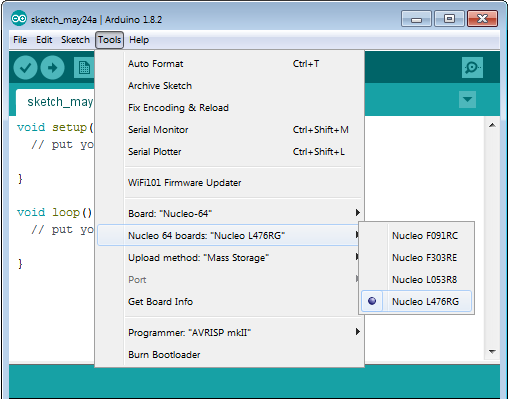 sketch_may24a | Arduino 1.8.2
File Edit Sketch Tools Help
Auto Format Ctrl+T
Archive Sketch
sketch_may
Fix Encoding & Reload
void setup(
Serial Monitor Ctrl+Shift+M
// put yo
Serial Plotter Ctrl+Shift+L
}
WiFi101 Firmware Updater
void loop()
Board: "Nucleo-64"
// put yo
Nucleo 64 boards: "Nucleo L476RG"
Nucleo F091RC
Upload method: "Mass Storage"
Nucleo F303RE
}
Port
Nucleo L053R8
Get Board Info
Nucleo L476RG
Programmer: "AVRISP mkII"
Burn Bootloader